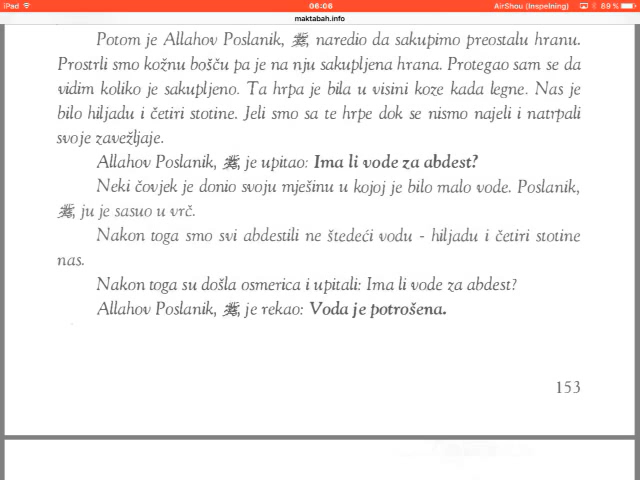 iPad 06:06 AirShou (Inspelning) 89 %
maktabah.info
Potom je Allahov Poslanik, ﷺ, naredio da sakupimo preostalu hranu.
Prostrli smo kožnu bošču pa je na nju sakupljena hrana. Protegao sam se da
vidim koliko je sakupljeno. Ta hrpa je bila u visini koze kada legne. Nas je
bilo hiljadu i četiri stotine. Jeli smo sa te hrpe dok se nismo najeli i natrpali
svoje zavežljaje.
Allahov Poslanik, ﷺ, je upitao: Ima li vode za abdest?
Neki čovjek je donio svoju mješinu u kojoj je bilo malo vode. Poslanik,
ﷺ, ju je sasuo u vrč.
Nakon toga smo svi abdestili ne štedeći vodu - hiljadu i četiri stotine
nas.
Nakon toga su došla osmerica i upitali: Ima li vode za abdest?
Allahov Poslanik, ﷺ, je rekao: Voda je potrošena.
153